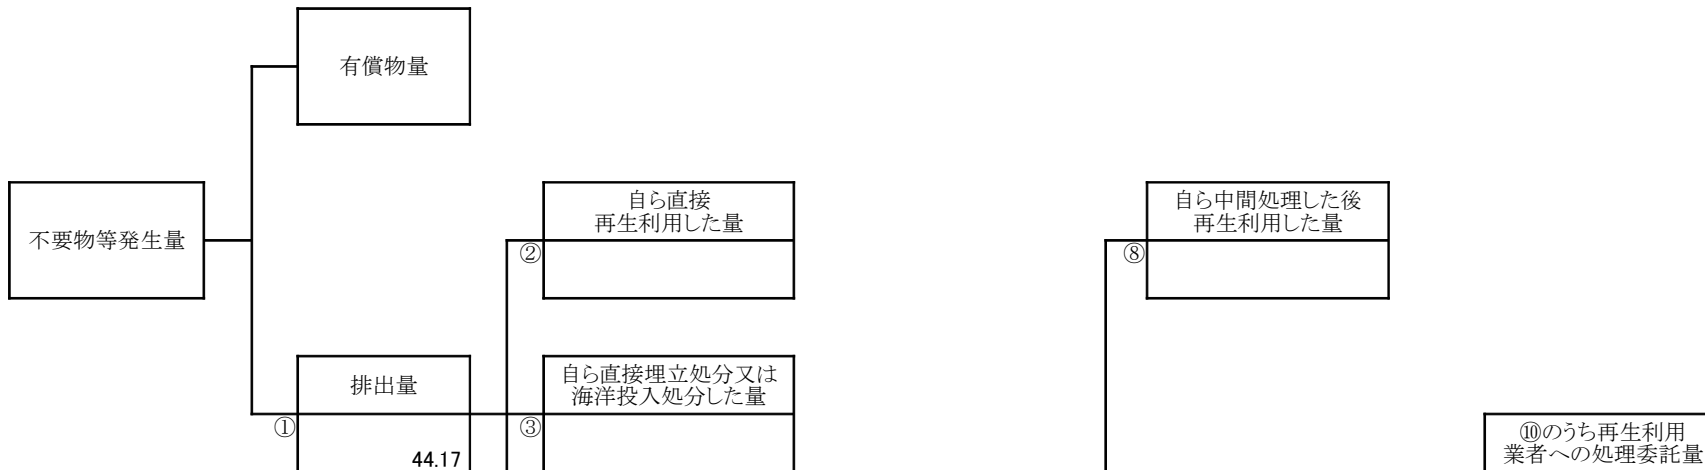 有償物量
不要物等発生量
自ら直接
再生利用した量
②
自ら中間処理した後
再生利用した量
⑧
排出量
①
44.17
自ら直接埋立処分又は
海洋投入処分した量
③
⑩のうち再生利用
業者への処理委託量